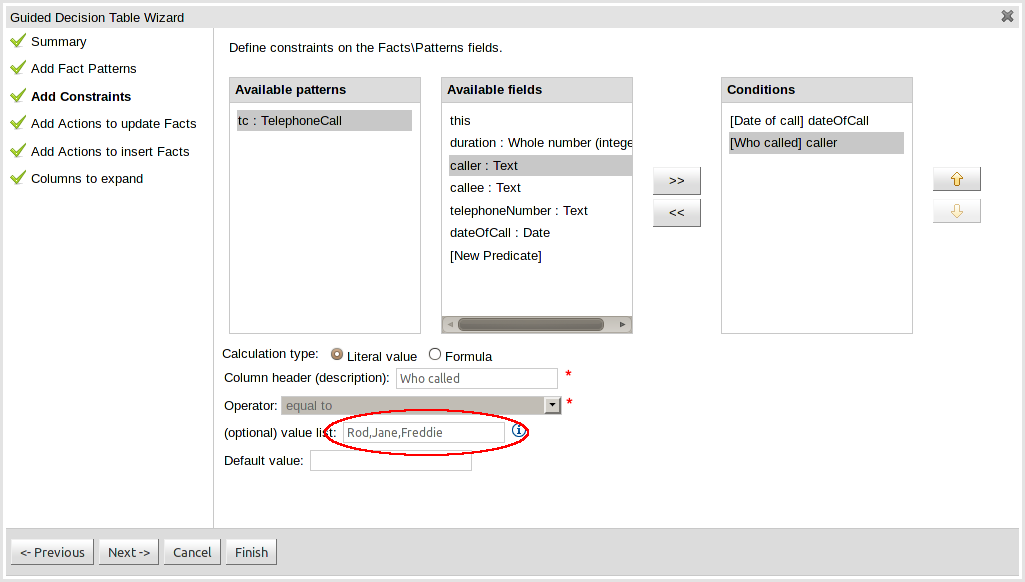 Guided Decision Table Wizard
Summary
Add Fact Patterns
Add Constraints
Add Actions to update Facts
Add Actions to insert Facts
Columns to expand
Define constraints on the Facts\Patterns fields.
Available patterns
tc : TelephoneCall
Available fields
this
duration : Whole number (intege
caller : Text
callee : Text
telephoneNumber : Text
dateOfCall : Date
[New Predicate]
>>
<<
Conditions
[Date of call] dateOfCall
[Who called] caller
Calculation type: Literal value Formula
Column header (description): Who called *
Operator: equal to *
(optional) value list: Rod,Jane,Freddie
Default value:
<- Previous Next -> Cancel Finish